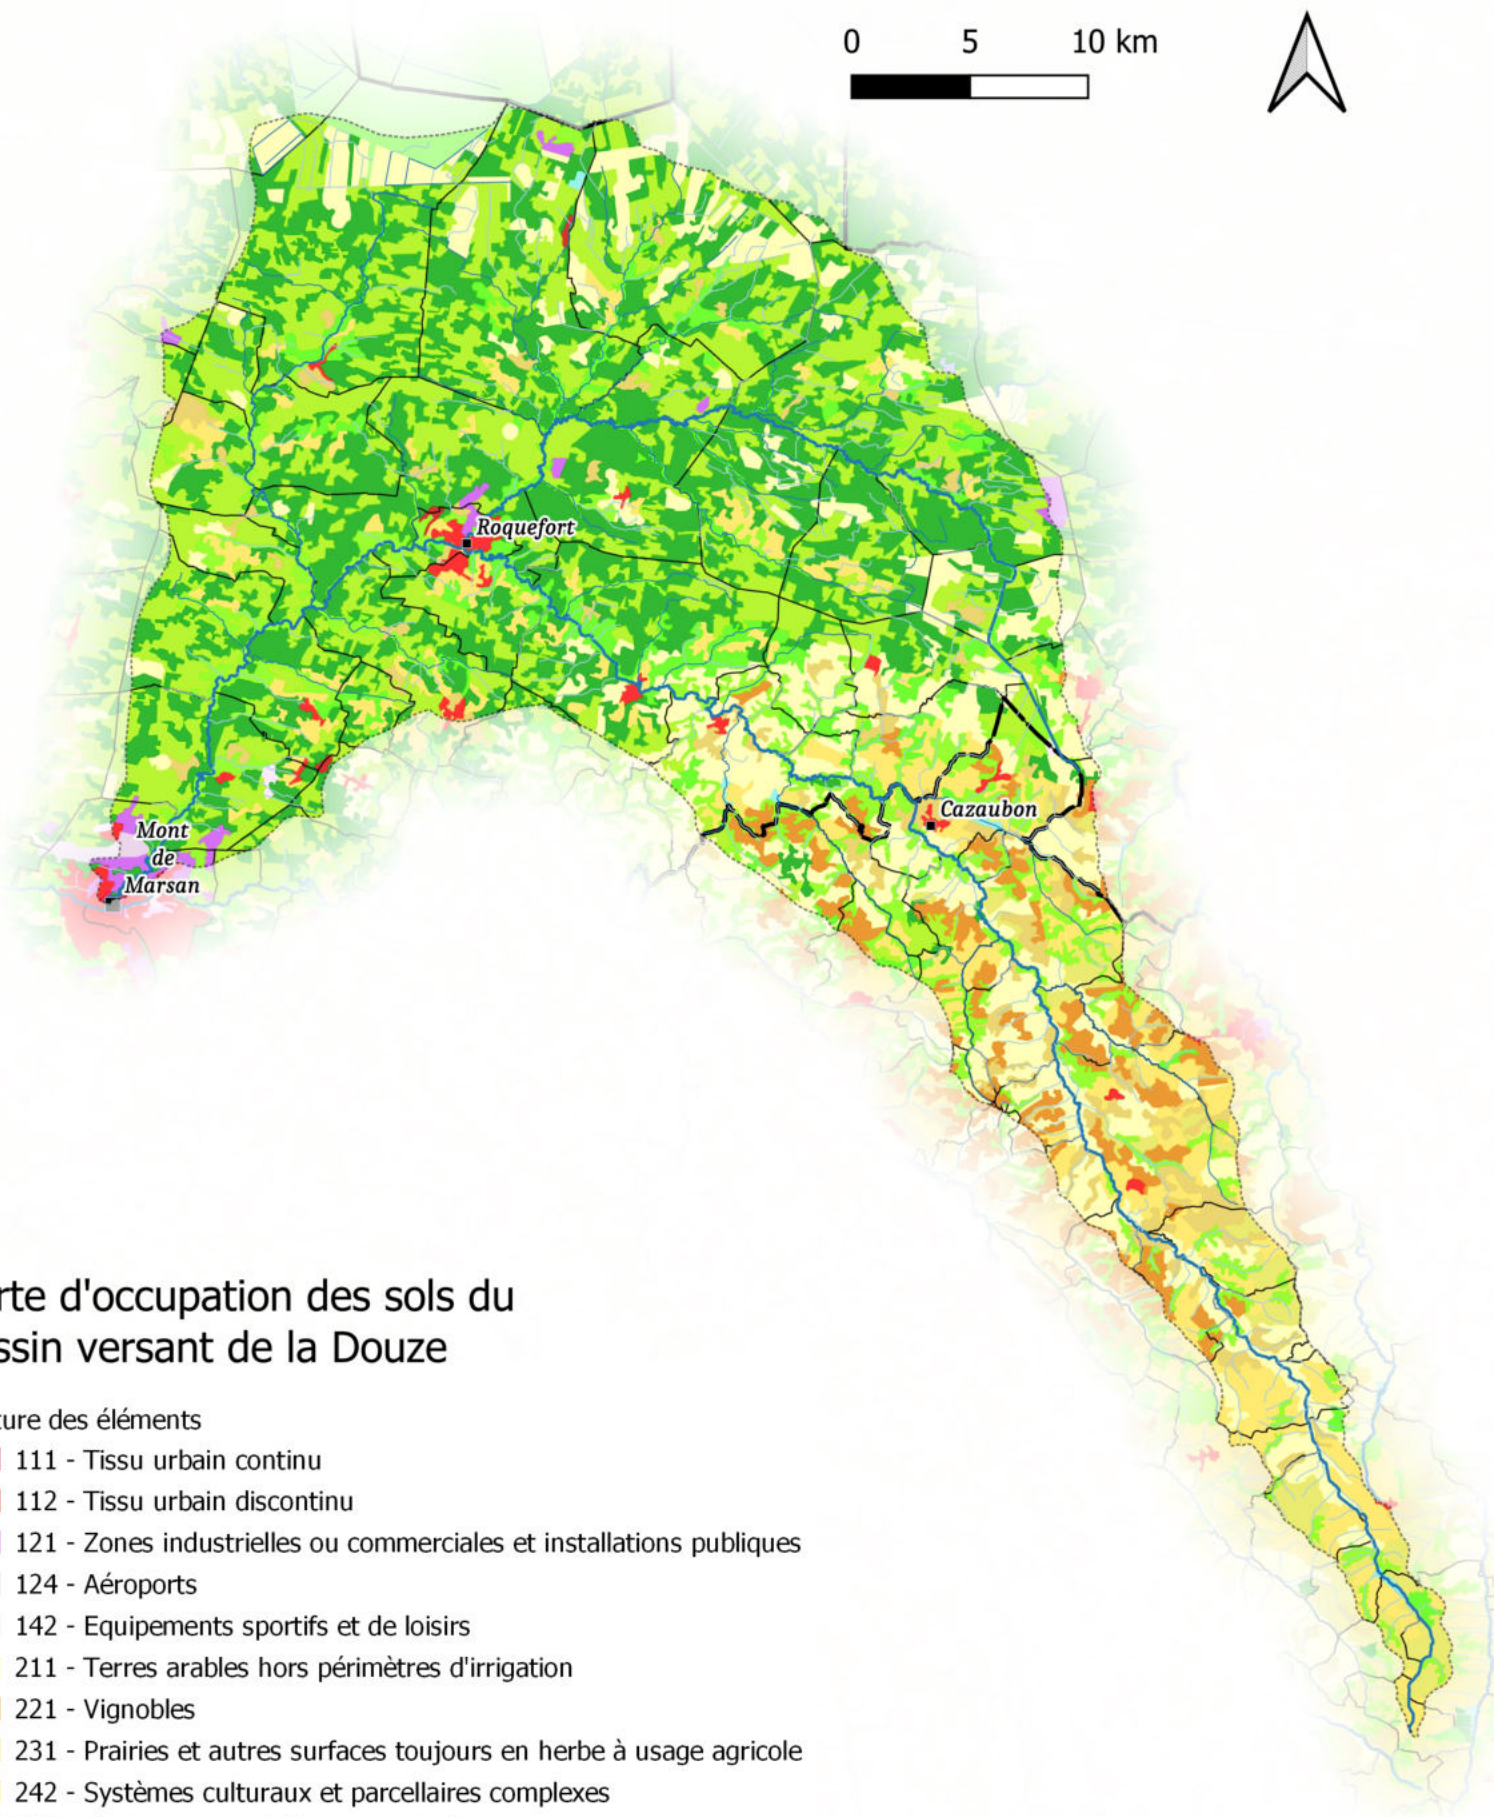 0 5 10 km
Roquefort
Cazaubon
Mont
de
Marsan
rte d'occupation des sols du
ssin versant de la Douze
ture des éléments
111 - Tissu urbain continu
112 - Tissu urbain discontinu
121 - Zones industrielles ou commerciales et installations publiques
124 - Aéroports
142 - Equipements sportifs et de loisirs
211 - Terres arables hors périmètres d'irrigation
221 - Vignobles
231 - Prairies et autres surfaces toujours en herbe à usage agricole
242 - Systèmes culturaux et parcellaires complexes